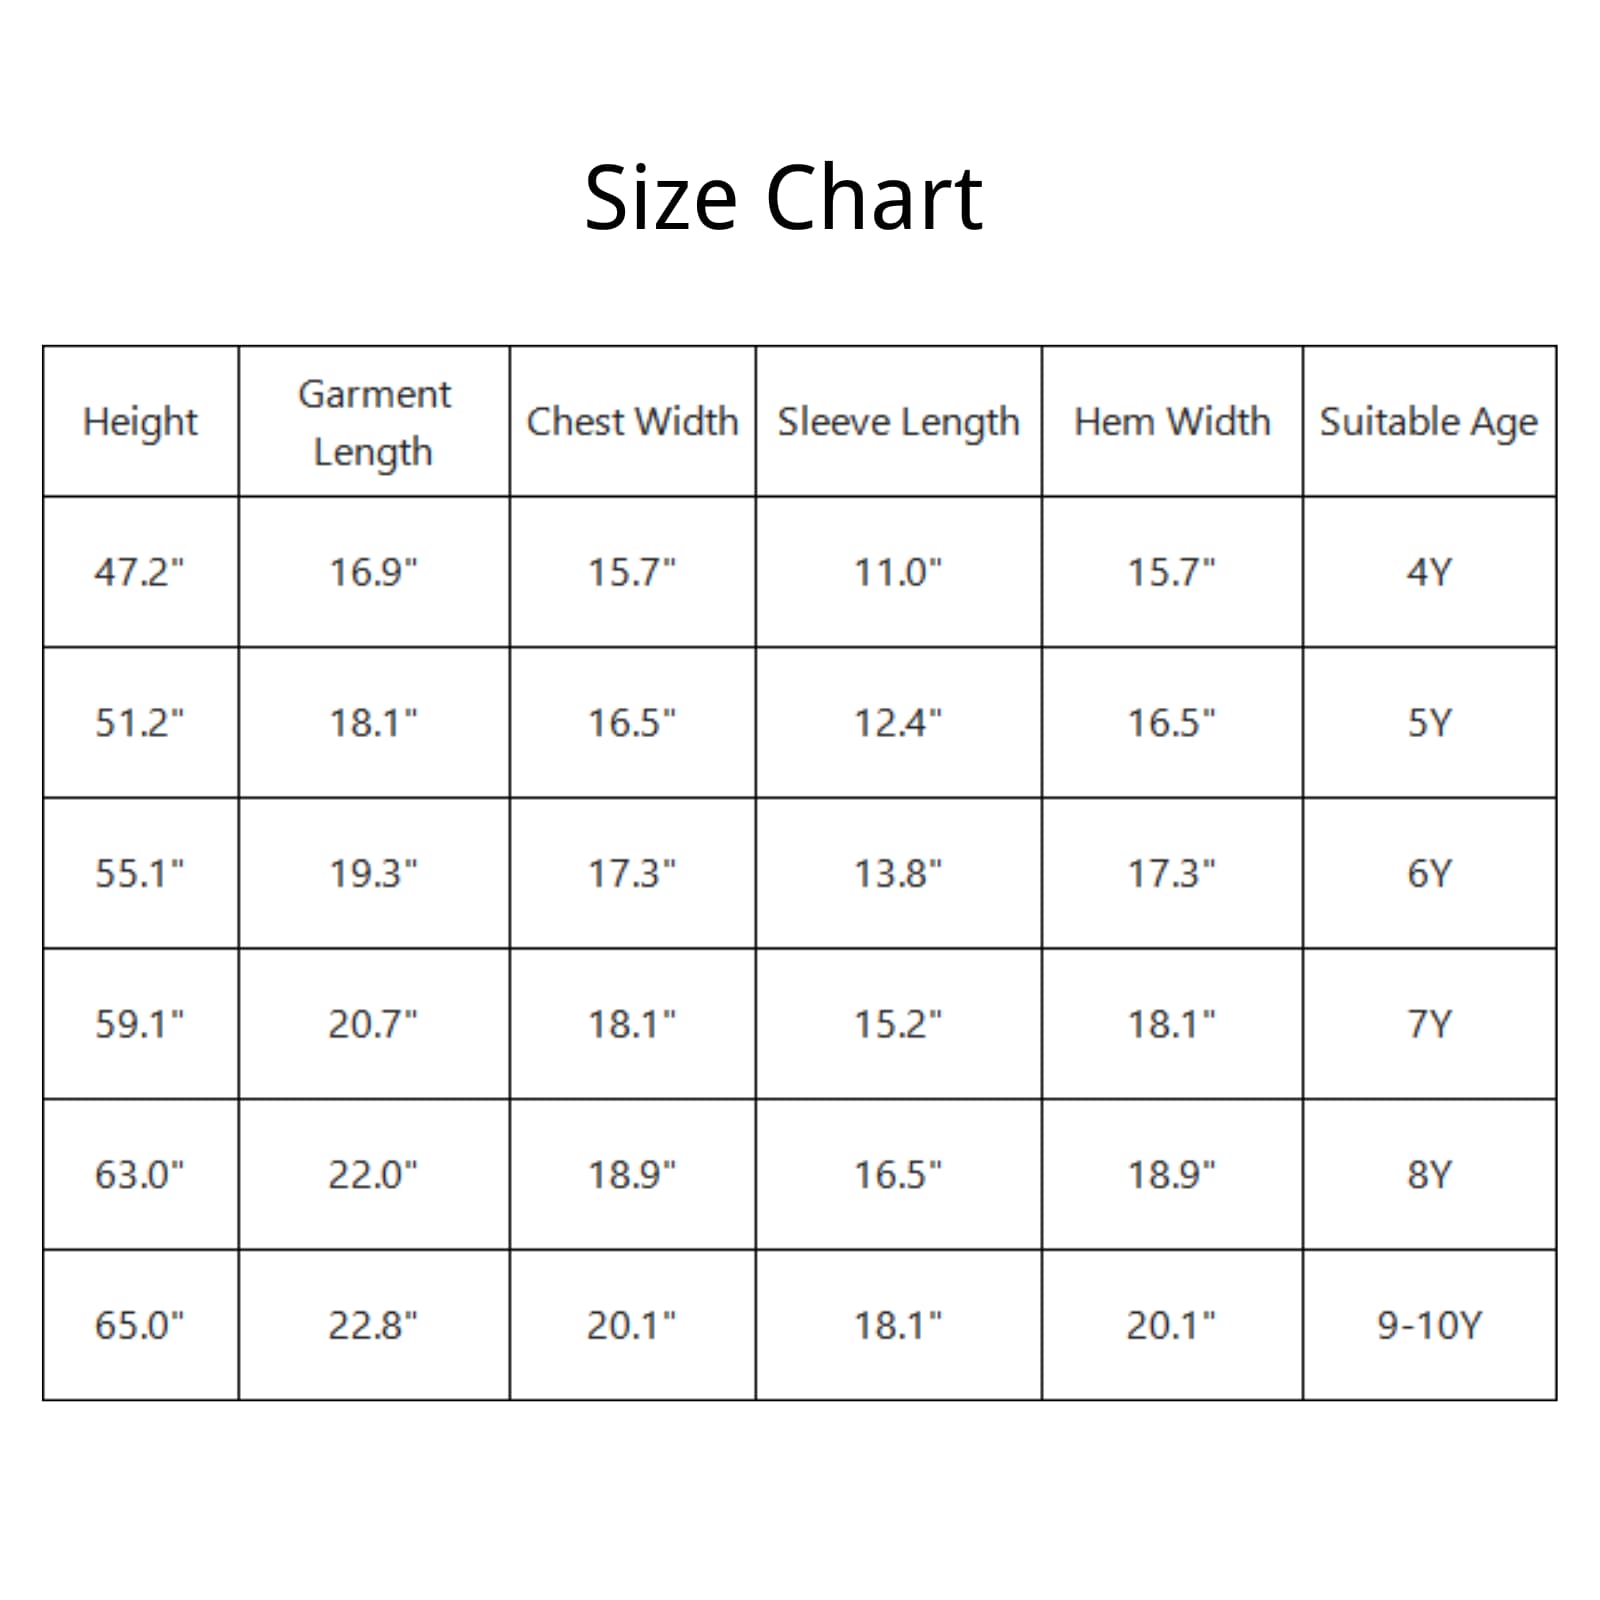 Size Chart
Height Garment Length Chest Width Sleeve Length Hem Width Suitable Age
47.2" 16.9" 15.7" 11.0" 15.7" 4Y
51.2" 18.1" 16.5" 12.4" 16.5" 5Y
55.1" 19.3" 17.3" 13.8" 17.3" 6Y
59.1" 20.7" 18.1" 15.2" 18.1" 7Y
63.0" 22.0" 18.9" 16.5" 18.9" 8Y
65.0" 22.8" 20.1" 18.1" 20.1" 9-10Y